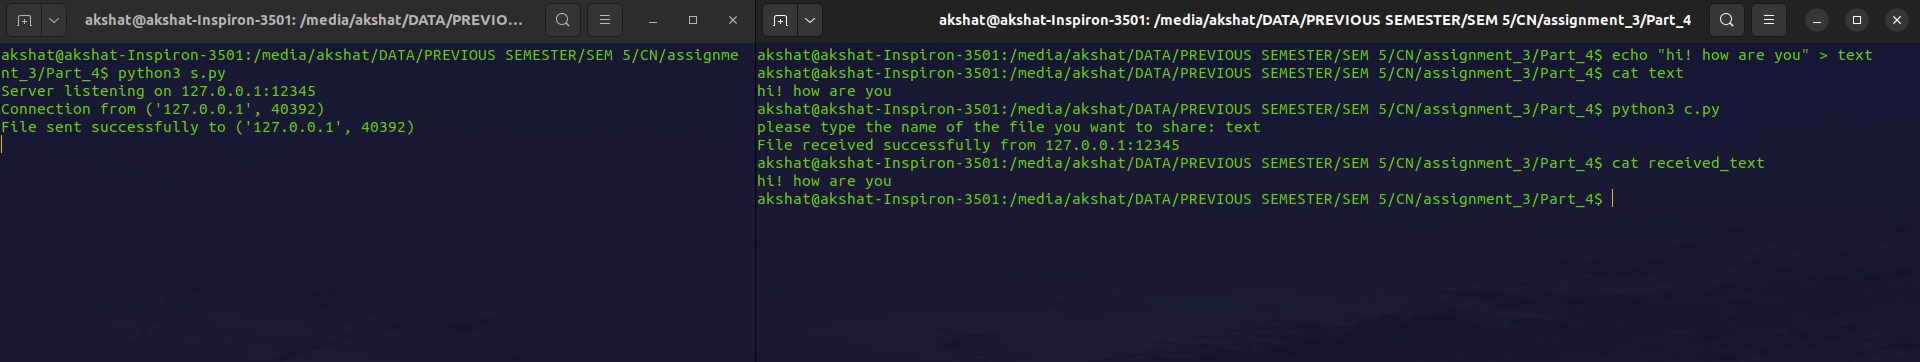 akshat@akshat-Inspiron-3501: /media/akshat/DATA/PREVIO...
akshat@akshat-Inspiron-3501:/media/akshat/DATA/PREVIOUS SEMESTER/SEM 5/CN/assignme
nt_3/Part_4$ python3 s.py
Server listening on 127.0.0.1:12345
Connection from ('127.0.0.1', 40392)
File sent successfully to ('127.0.0.1', 40392)
akshat@akshat-Inspiron-3501: /media/akshat/DATA/PREVIOUS SEMESTER/SEM 5/CN/assignment_3/Part_4
akshat@akshat-Inspiron-3501:/media/akshat/DATA/PREVIOUS SEMESTER/SEM 5/CN/assignment_3/Part_4$ echo "hi! how are you" > text
akshat@akshat-Inspiron-3501:/media/akshat/DATA/PREVIOUS SEMESTER/SEM 5/CN/assignment_3/Part_4$ cat text
hi! how are you
akshat@akshat-Inspiron-3501:/media/akshat/DATA/PREVIOUS SEMESTER/SEM 5/CN/assignment_3/Part_4$ python3 c.py
please type the name of the file you want to share: text
File received successfully from 127.0.0.1:12345
akshat@akshat-Inspiron-3501:/media/akshat/DATA/PREVIOUS SEMESTER/SEM 5/CN/assignment_3/Part_4$ cat received_text
hi! how are you
akshat@akshat-Inspiron-3501:/media/akshat/DATA/PREVIOUS SEMESTER/SEM 5/CN/assignment_3/Part_4$